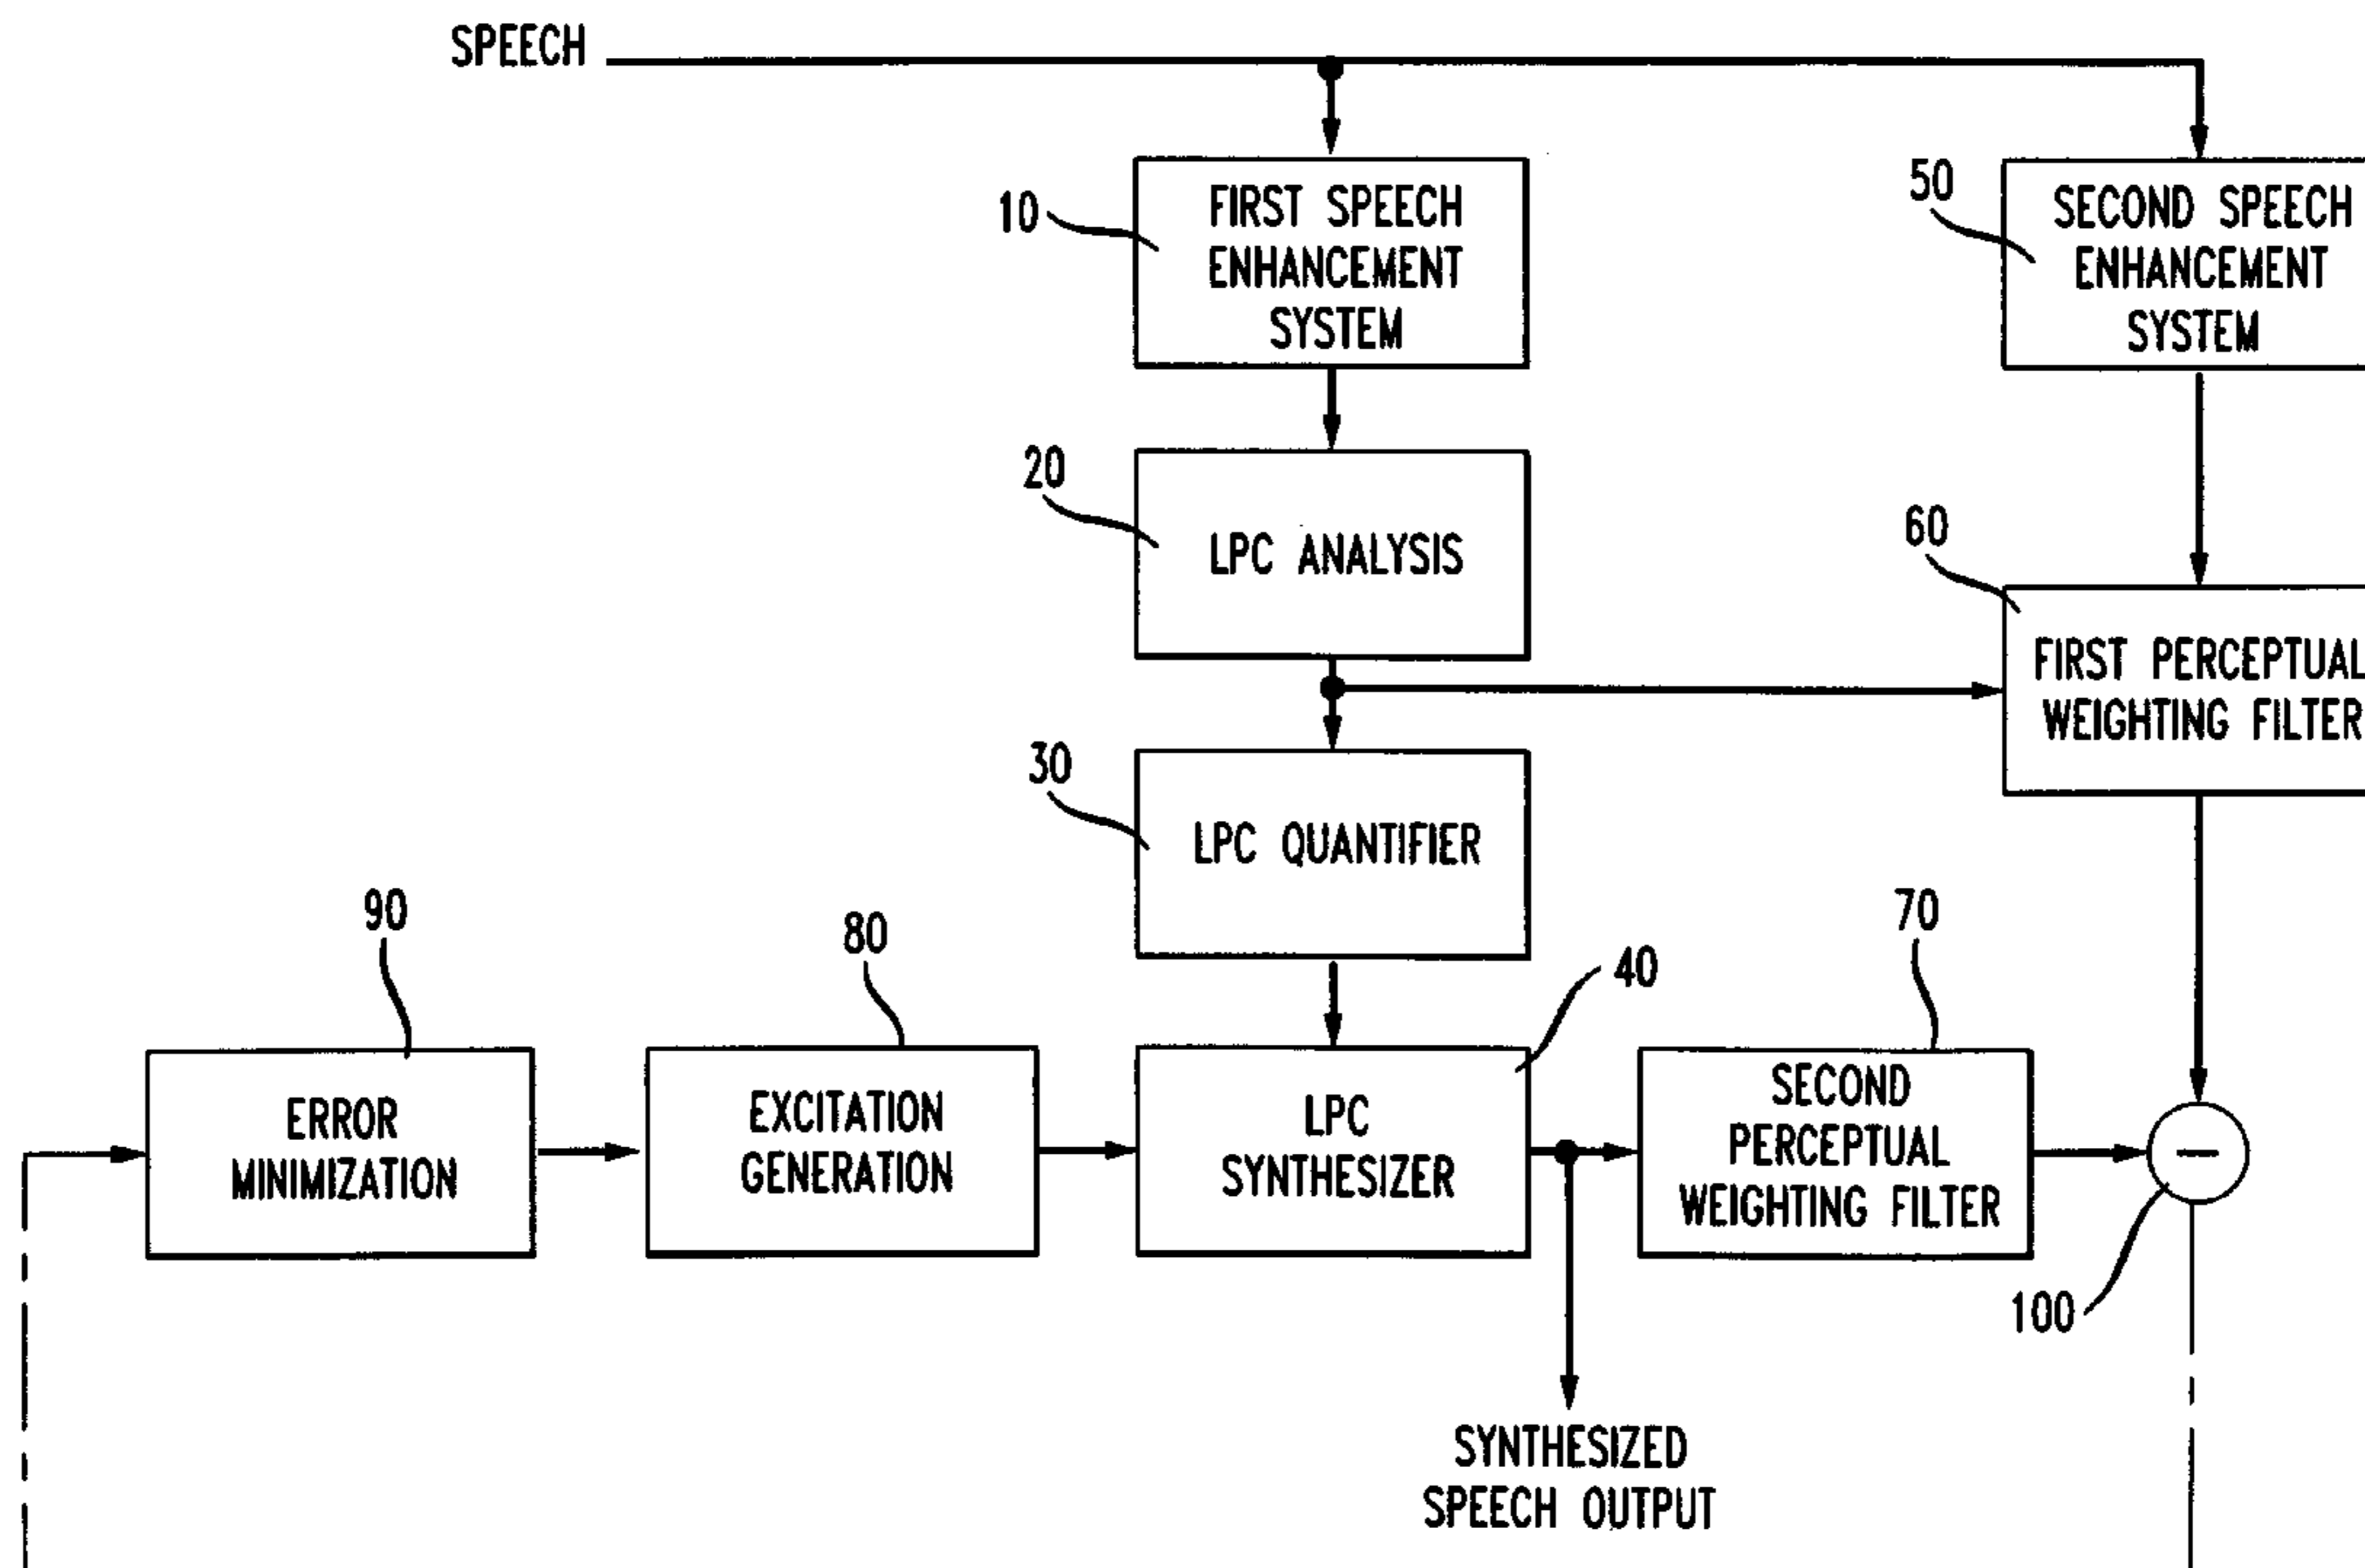 SPEECH
10
FIRST SPEECH
ENHANCEMENT
SYSTEM
50
SECOND SPEECH
ENHANCEMENT
SYSTEM
20
LPC ANALYSIS
60
FIRST PERCEPTUAL
WEIGHTING FILTER
30
LPC QUANTIFIER
90
ERROR
MINIMIZATION
80
EXCITATION
GENERATION
40
LPC
SYNTHESIZER
70
SECOND
PERCEPTUAL
WEIGHTING FILTER
100
SYNTHESIZED
SPEECH OUTPUT